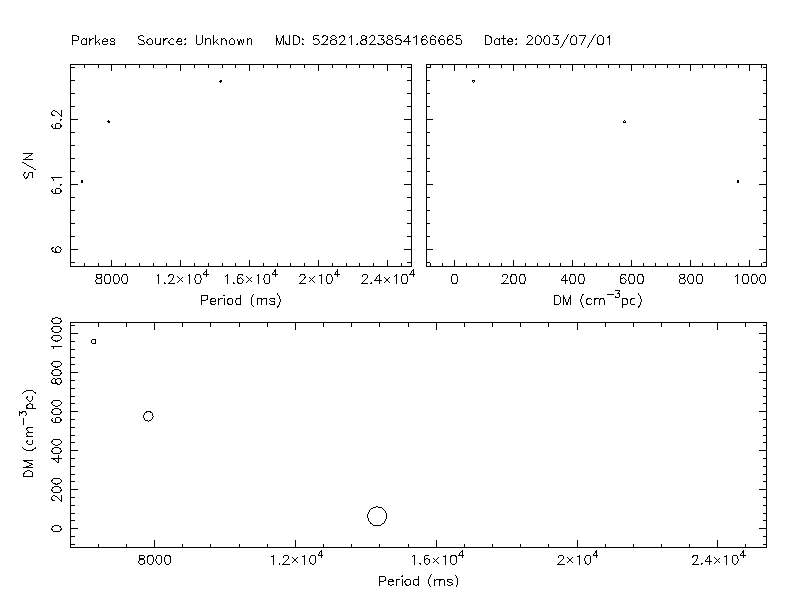 Parkes Source: Unknown MJD: 52821.823854166665 Date: 2003/07/01
S/N
6.2
6.1
6
8000 1.2×10⁴ 1.6×10⁴ 2×10⁴ 2.4×10⁴
Period (ms)
0 200 400 600 800 1000
DM (cm⁻³pc)
DM (cm⁻³pc)
1000
800
600
400
200
0
8000 1.2×10⁴ 1.6×10⁴ 2×10⁴ 2.4×10⁴
Period (ms)